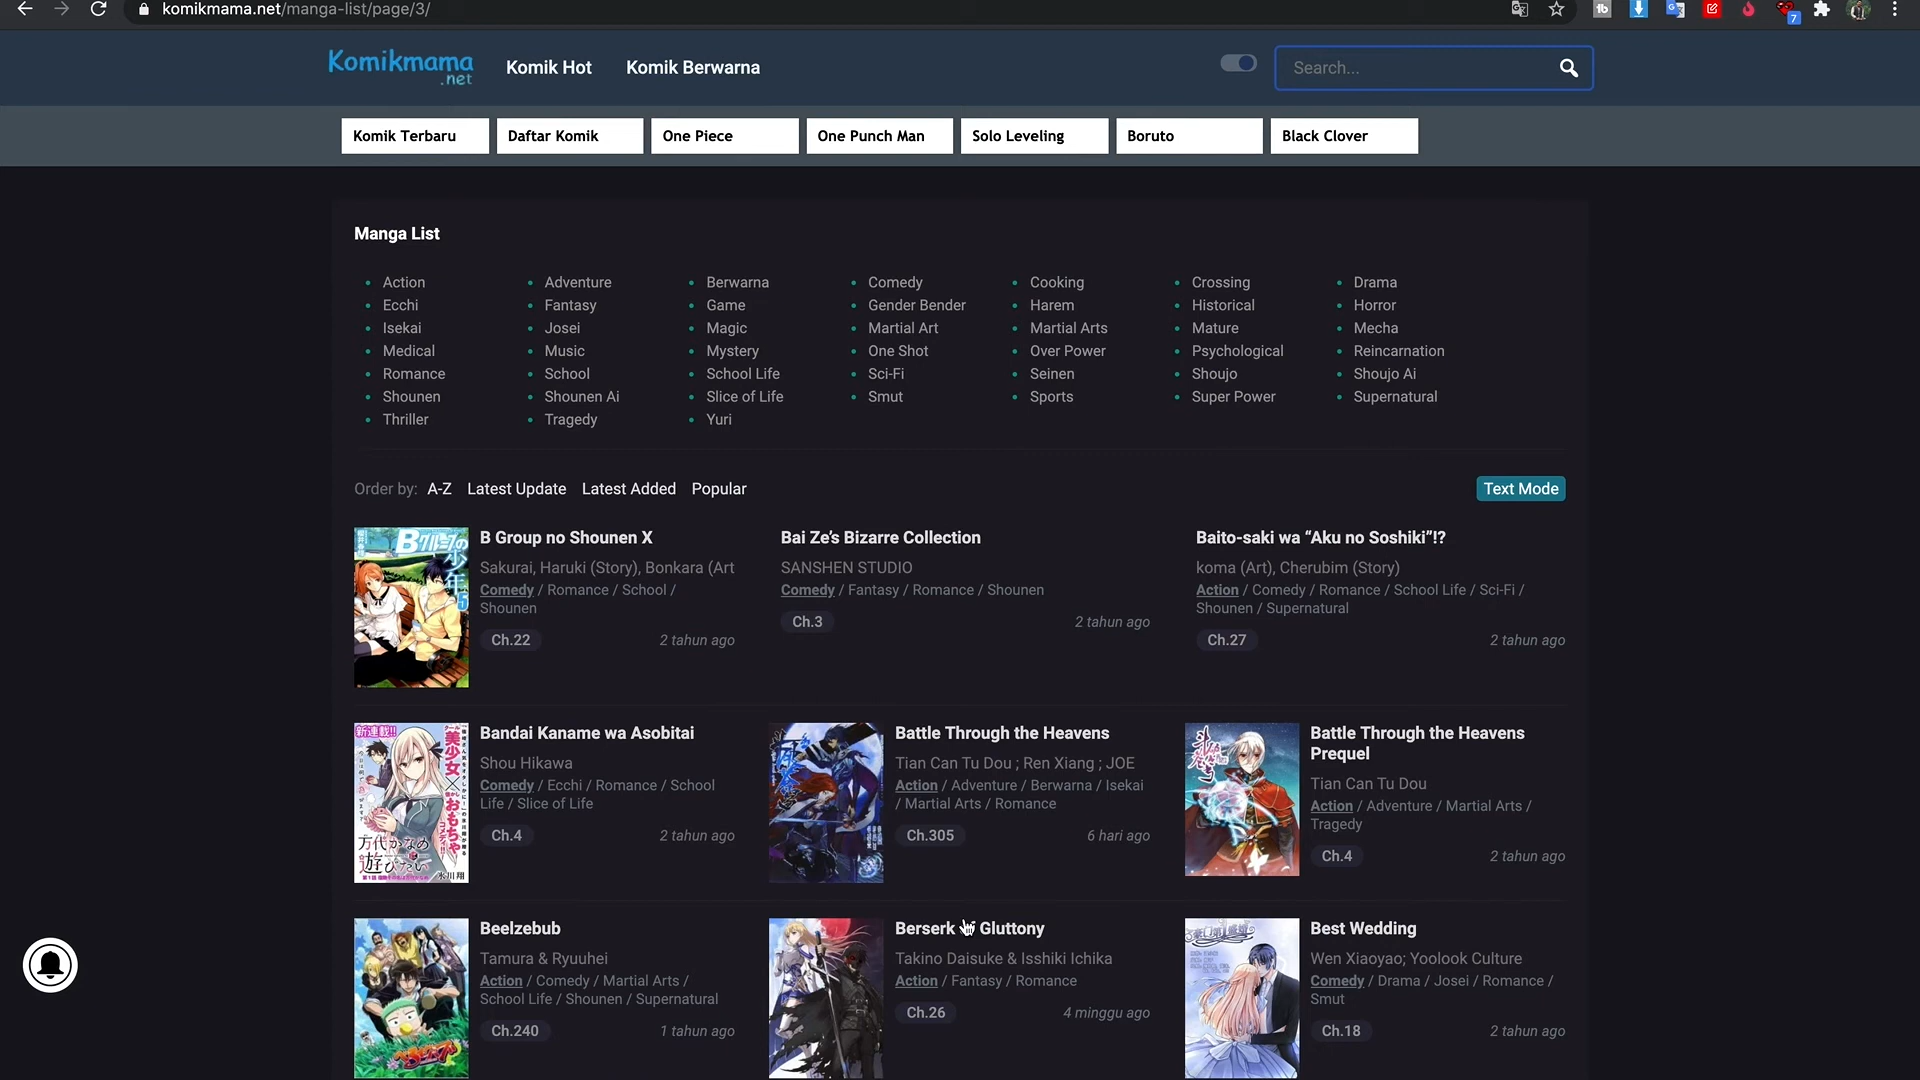 komikmama.net/manga-list/page/3/
7
Komikmama
.net
Komik Hot
Komik Berwarna
Search...
Komik Terbaru
Daftar Komik
One Piece
One Punch Man
Solo Leveling
Boruto
Black Clover
Manga List
Action
Adventure
Berwarna
Comedy
Cooking
Crossing
Drama
Ecchi
Fantasy
Game
Gender Bender
Harem
Historical
Horror
Isekai
Josei
Magic
Martial Art
Martial Arts
Mature
Mecha
Medical
Music
Mystery
One Shot
Over Power
Psychological
Reincarnation
Romance
School
School Life
Sci-Fi
Seinen
Shoujo
Shoujo Ai
Shounen
Shounen Ai
Slice of Life
Smut
Sports
Super Power
Supernatural
Thriller
Tragedy
Yuri
Order by: A-Z Latest Update Latest Added Popular
Text Mode
B Group no Shounen X
Sakurai, Haruki (Story), Bonkara (Art
Comedy / Romance / School /
Shounen
Ch.22
2 tahun ago
Bai Ze’s Bizarre Collection
SANSHEN STUDIO
Comedy / Fantasy / Romance / Shounen
Ch.3
2 tahun ago
Baito-saki wa “Aku no Soshiki”!?
koma (Art), Cherubim (Story)
Action / Comedy / Romance / School Life / Sci-Fi /
Shounen / Supernatural
Ch.27
2 tahun ago
Bandai Kaname wa Asobitai
Shou Hikawa
Comedy / Ecchi / Romance / School
Life / Slice of Life
Ch.4
2 tahun ago
Battle Through the Heavens
Tian Can Tu Dou ; Ren Xiang ; JOE
Action / Adventure / Berwarna / Isekai
/ Martial Arts / Romance
Ch.305
6 hari ago
Battle Through the Heavens
Prequel
Tian Can Tu Dou
Action / Adventure / Martial Arts /
Tragedy
Ch.4
2 tahun ago
Beelzebub
Tamura & Ryuuhei
Action / Comedy / Martial Arts /
School Life / Shounen / Supernatural
Ch.240
1 tahun ago
Berserk Gluttony
Takino Daisuke & Isshiki Ichika
Action / Fantasy / Romance
Ch.26
4 minggu ago
Best Wedding
Wen Xiaoyao; Yoolook Culture
Comedy / Drama / Josei / Romance /
Smut
Ch.18
2 tahun ago